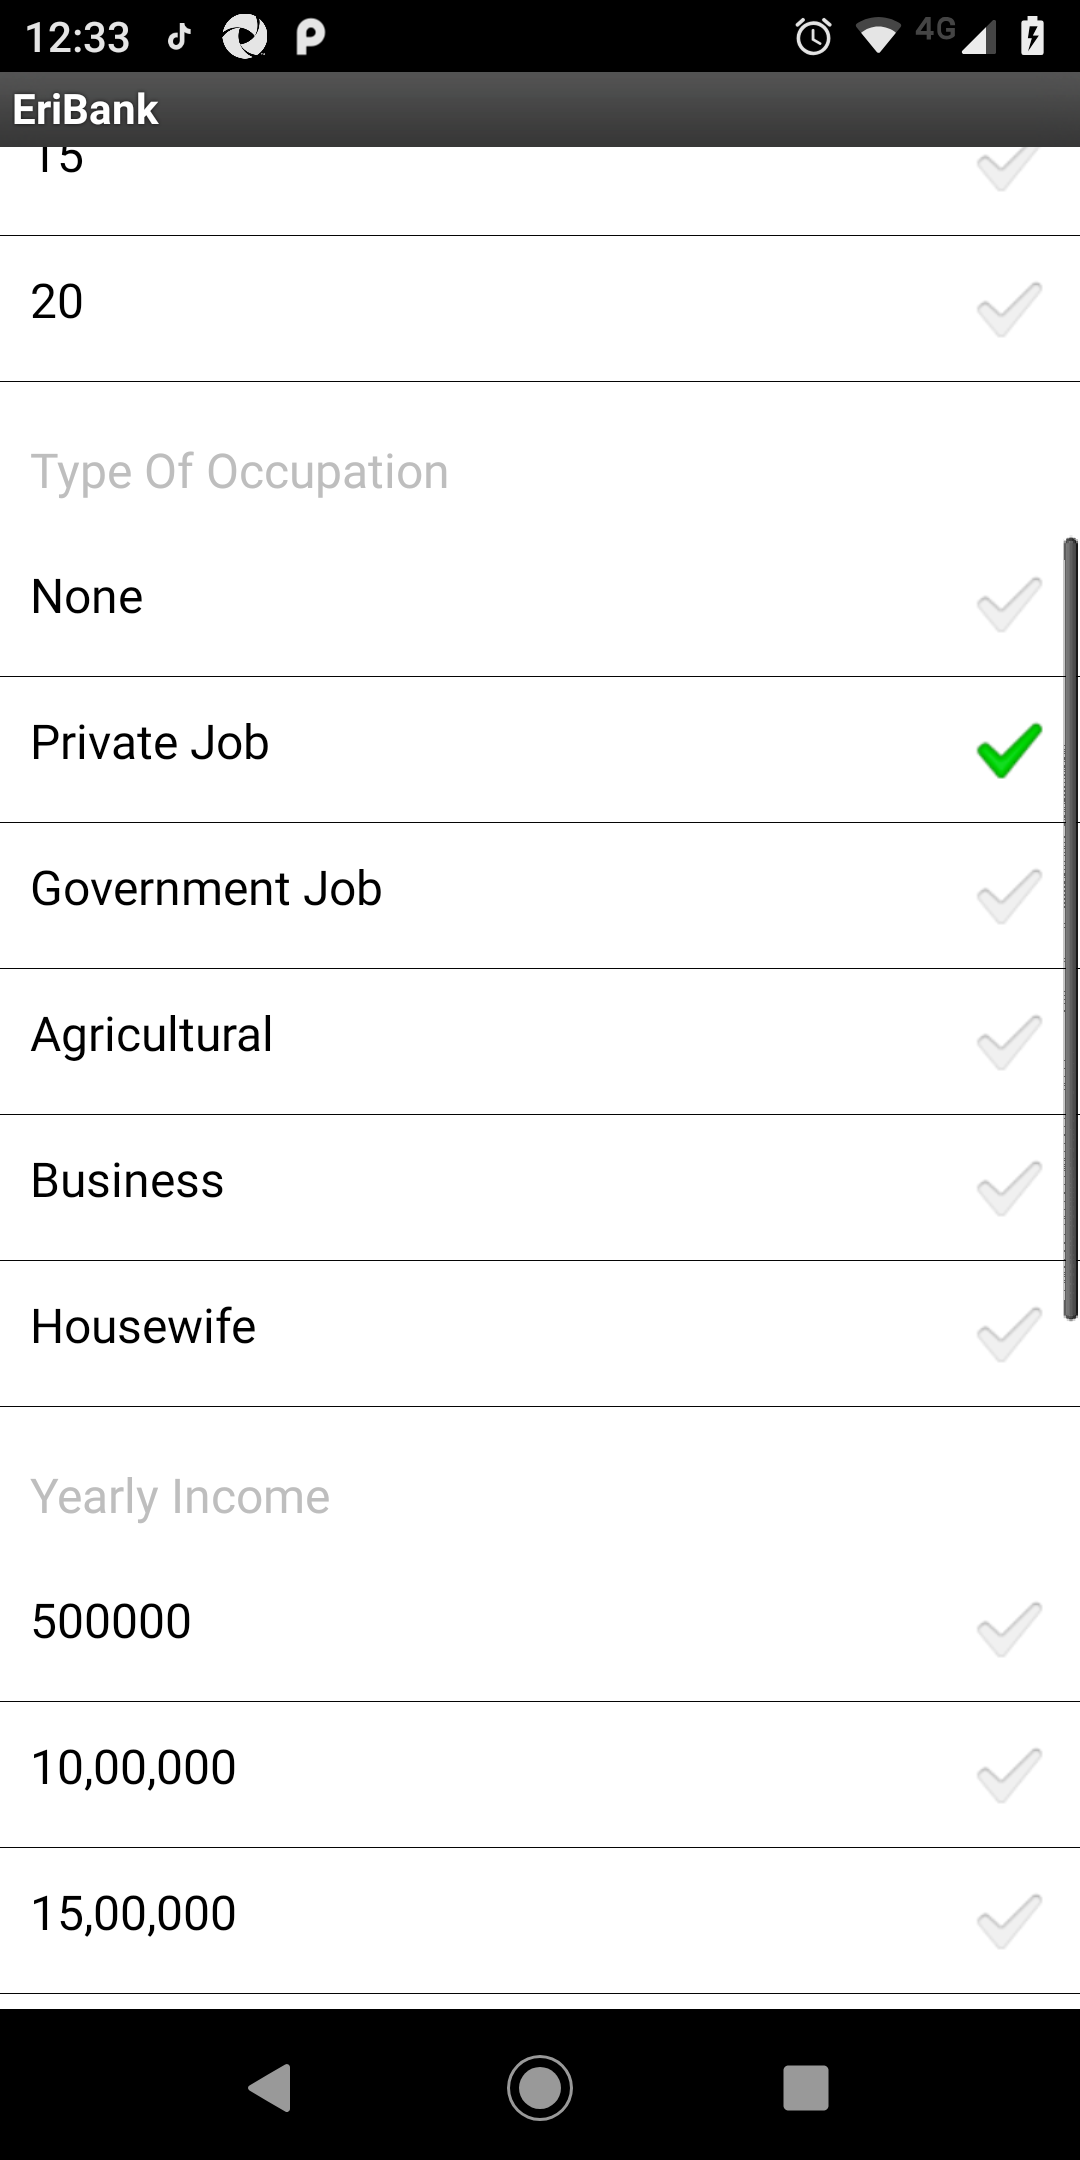 12:33
4G
EriBank
15
20
Type Of Occupation
None
Private Job
Government Job
Agricultural
Business
Housewife
Yearly Income
500000
10,00,000
15,00,000